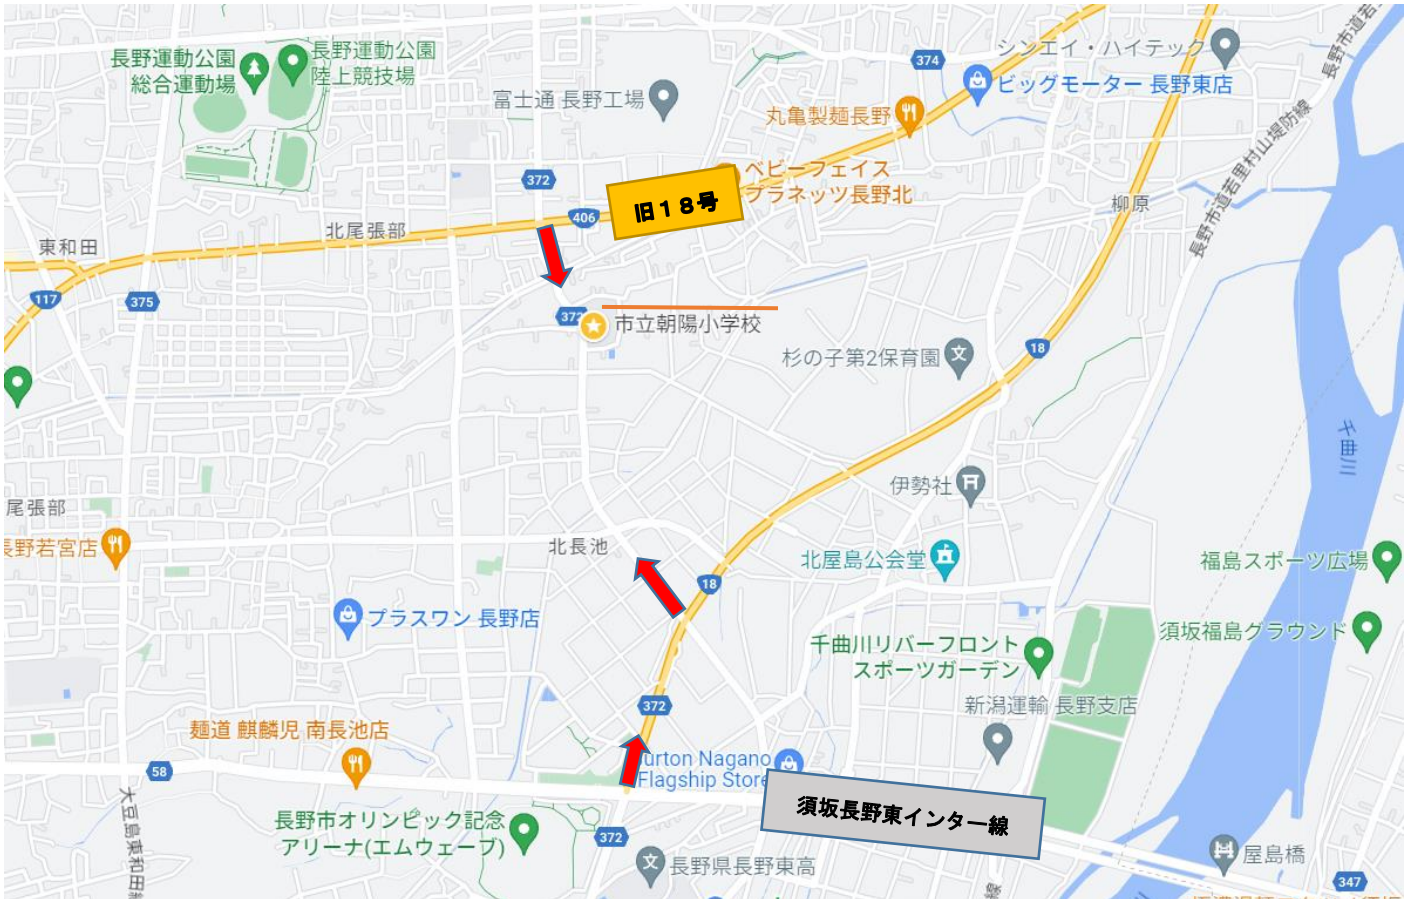 長野運動公園
総合運動場
長野運動公園
陸上競技場
富士通 長野工場
374
シンエイ・ハイテック
ビッグモーター 長野東店
丸亀製麺長野
長野市道若里村山堤防線
372
ベビーフェイス
プラネッツ長野北
旧18号
406
柳原
北尾張部
東和田
117
375
372
市立朝陽小学校
杉の子第2保育園
18
千曲川
尾張部
長野若宮店
北長池
伊勢社
北屋島公会堂
福島スポーツ広場
18
プラスワン 長野店
千曲川リバーフロント
スポーツガーデン
須坂福島グラウンド
372
新潟運輸 長野支店
麺道 麒麟児 南長池店
58
Burton Nagano
Flagship Store
須坂長野東インター線
大豆島東和田線
長野市オリンピック記念
アリーナ(エムウェーブ)
372
長野県長野東高
屋島橋
347
線